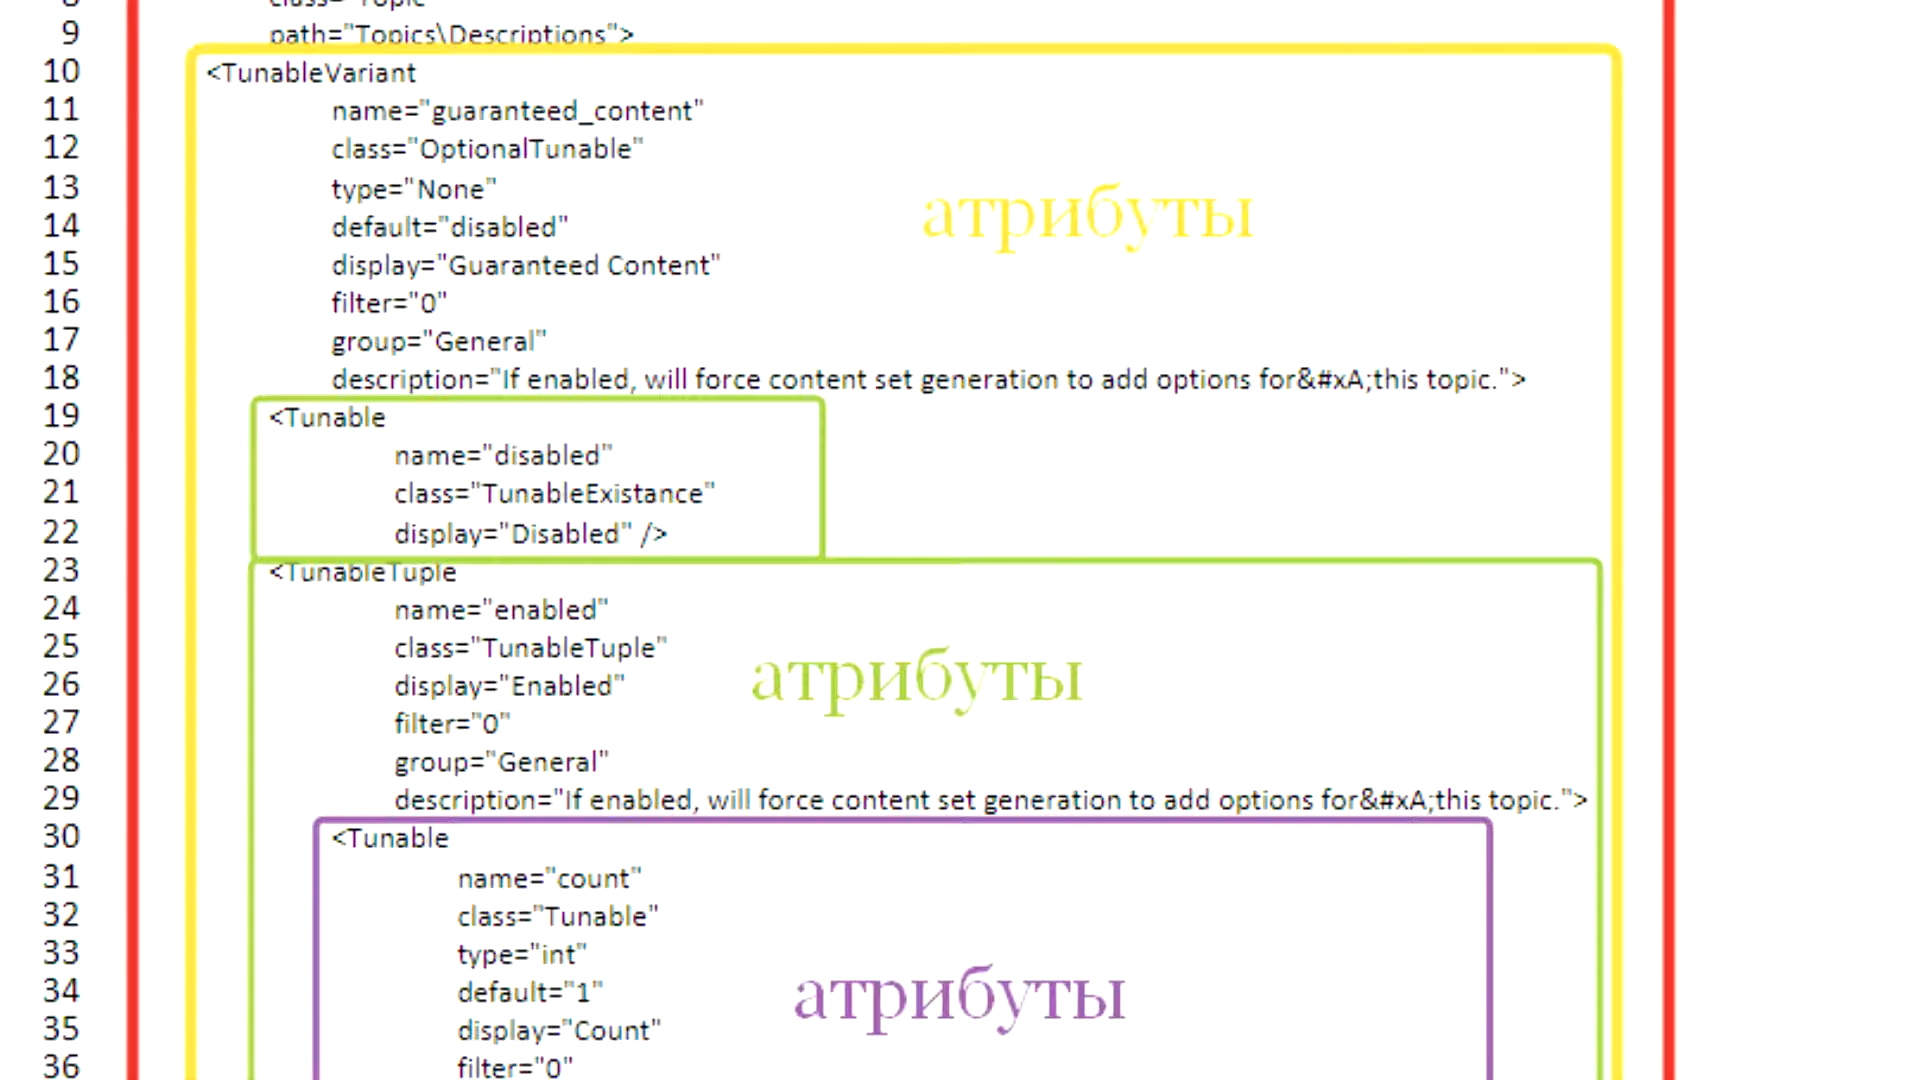 8 class="Topic"
9 path="Topics\Descriptions">
10 <TunableVariant
11 name="guaranteed_content"
12 class="OptionalTunable"
13 type="None"
атрибуты
14 default="disabled"
15 display="Guaranteed Content"
16 filter="0"
17 group="General"
18 description="If enabled, will force content set generation to add options for&#xA;this topic.">
19 <Tunable
20 name="disabled"
21 class="TunableExistance"
22 display="Disabled" />
23 <TunableTuple
24 name="enabled"
25 class="TunableTuple"
атрибуты
26 display="Enabled"
27 filter="0"
28 group="General"
29 description="If enabled, will force content set generation to add options for&#xA;this topic.">
30 <Tunable
31 name="count"
32 class="Tunable"
33 type="int"
34 default="1"
атрибуты
35 display="Count"
36 filter="0"